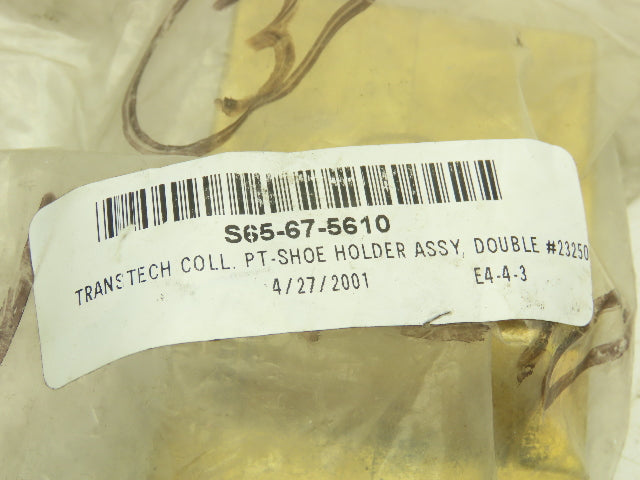 S65-67-5610
TRANSTECH COLL. PT-SHOE HOLDER ASSY, DOUBLE #23250
4/27/2001 E4-4-3